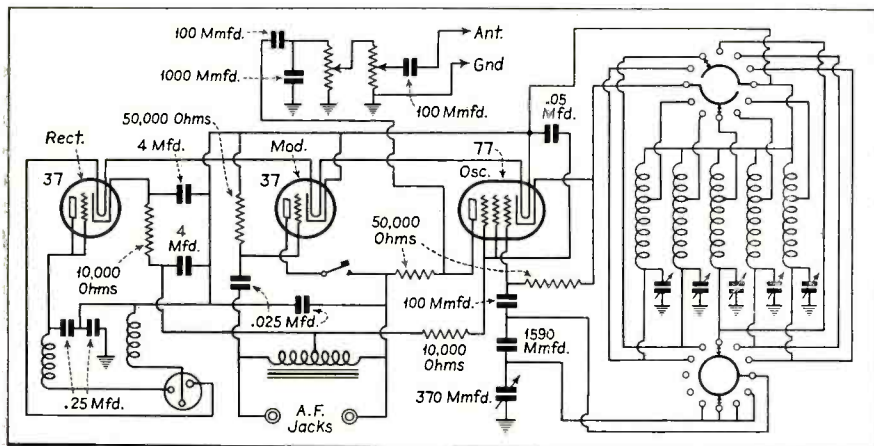 100 Mmfd.
Ant.
1000 Mmfd.
Gnd
100 Mmfd.
.05
Mfd.
50,000
Ohms
Rect.
4 Mfd.
Mod.
77
Osc.
37
37
50,000
Ohms
4
Mfd.
10,000
Ohms
100 Mmfd.
.025 Mfd.
10,000
Ohms
1590
Mmfd.
370 Mmfd.
.25 Mfd.
A.F.
Jacks